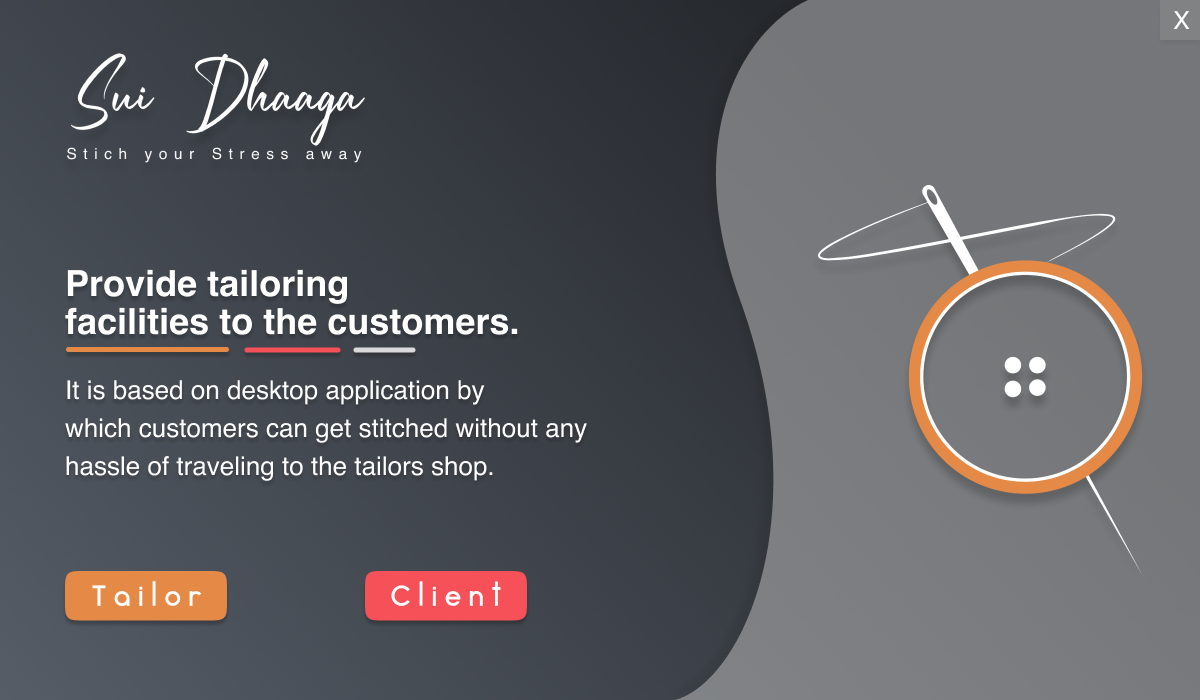 X
Sui Dhaaga
Stich your Stress away
Provide tailoring
facilities to the customers.
It is based on desktop application by
which customers can get stitched without any
hassle of traveling to the tailors shop.
Tailor
Client